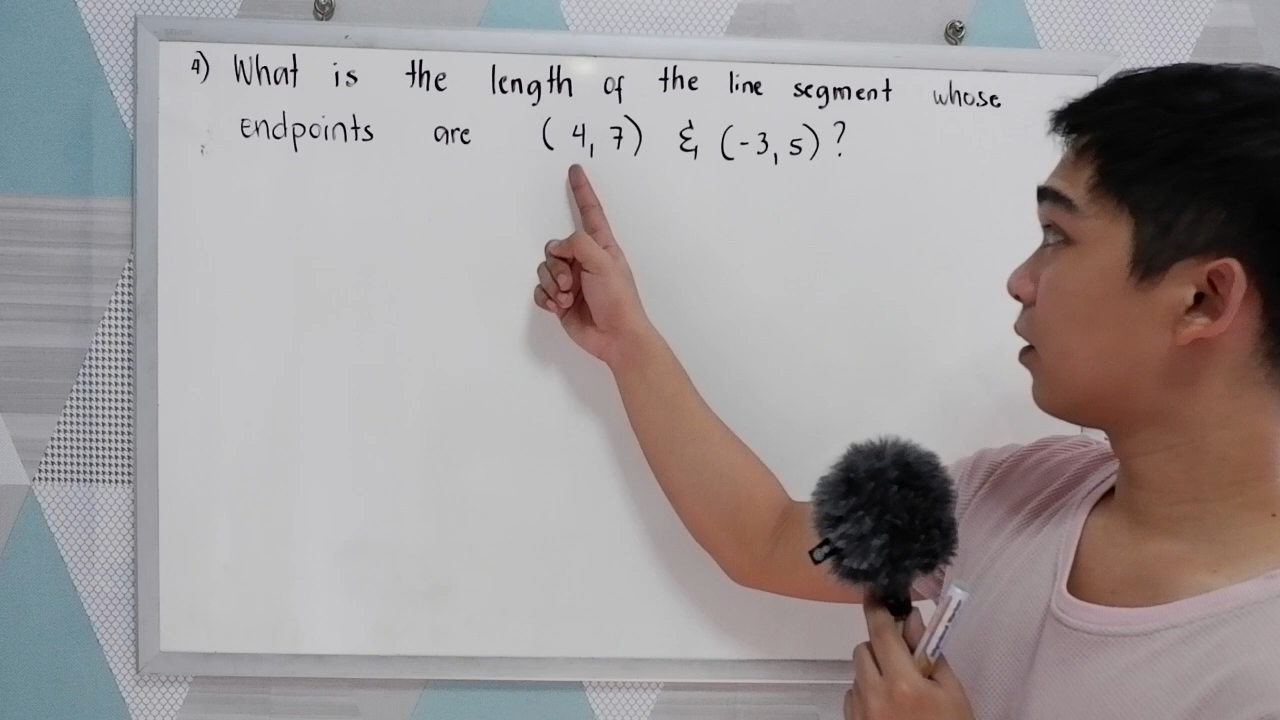 4) What is the length of the line segment whose
endpoints are (4, 7) & (-3, 5)?